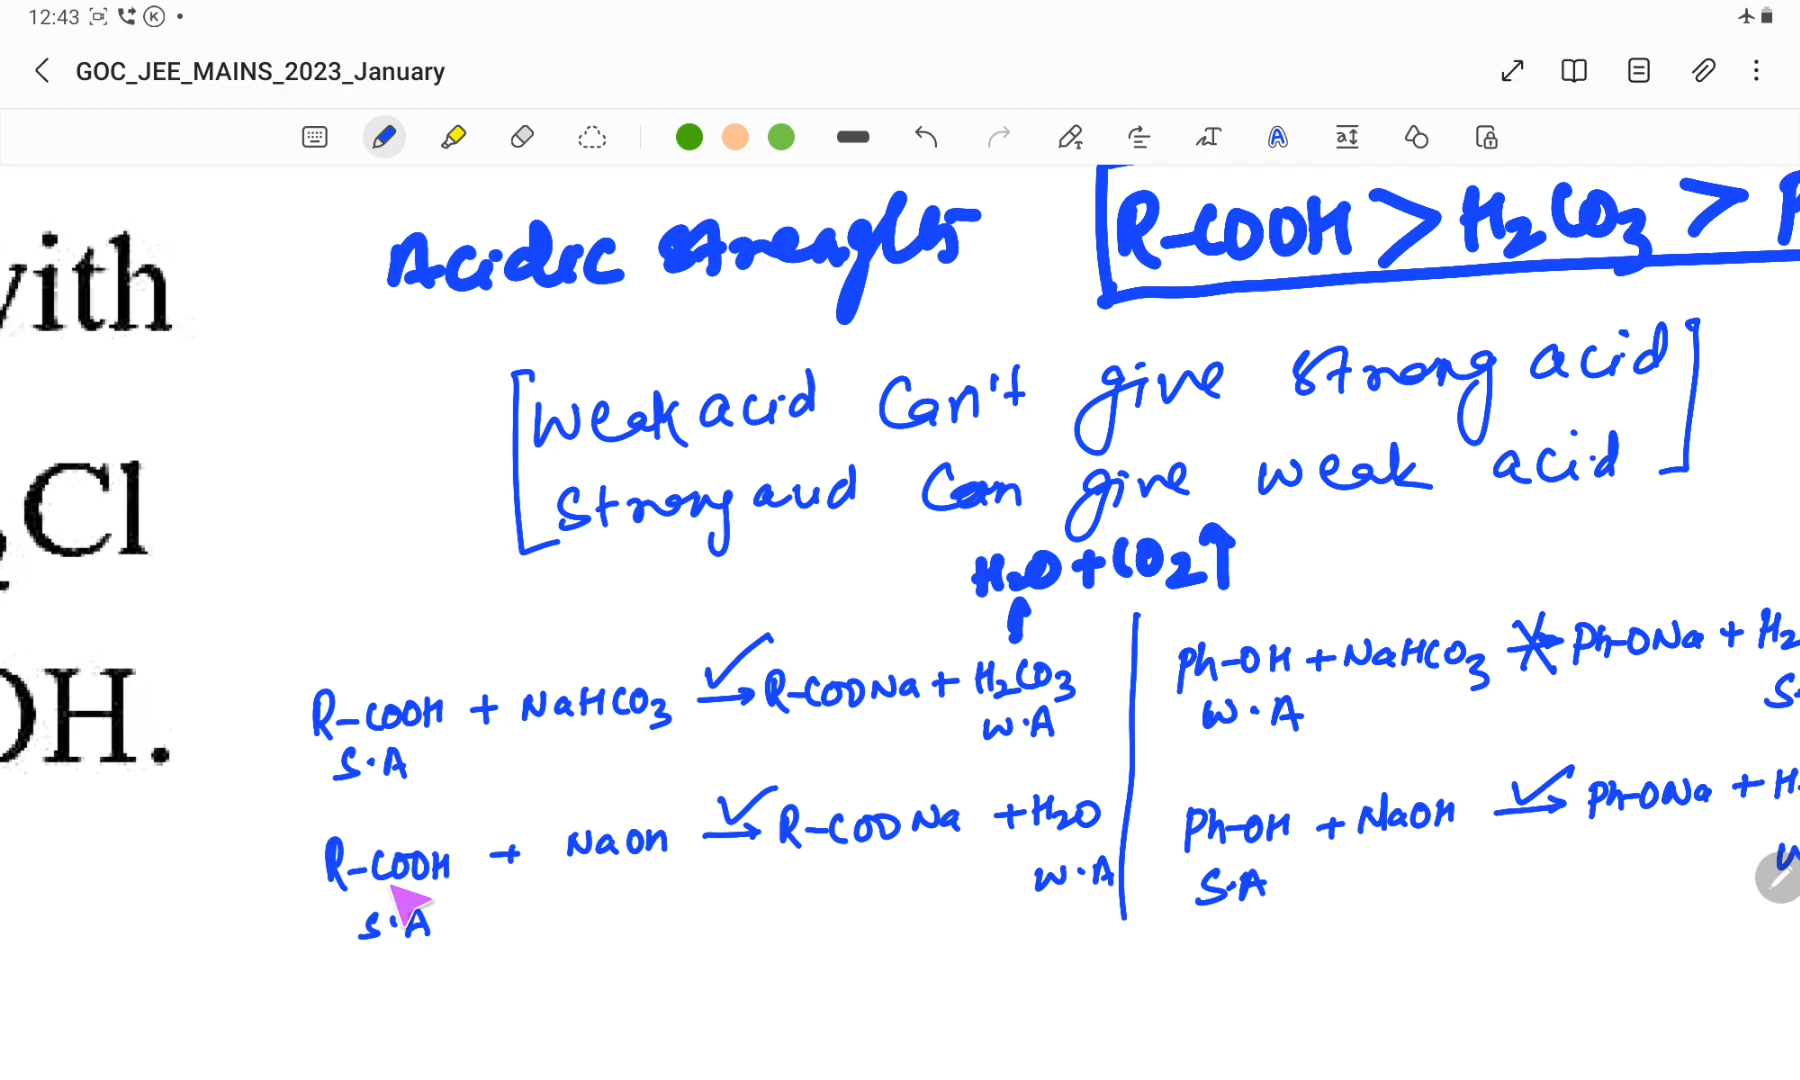 12:43
GOC_JEE_MAINS_2023_January
with
Cl
OH.
Acidic strength
R-COOH > H₂CO₃ >
[weak acid can't give strong acid]
strong acid can give weak acid
H₂O + CO₂↑
R-COOH + NaHCO₃ → R-COONa + H₂CO₃
S.A W.A
R-COOH + NaOH → R-COONa + H₂O
S.A W.A
Ph-OH + NaHCO₃ → Ph-ONa + H₂
W.A S.
Ph-OH + NaOH → Ph-ONa + H
S.A W